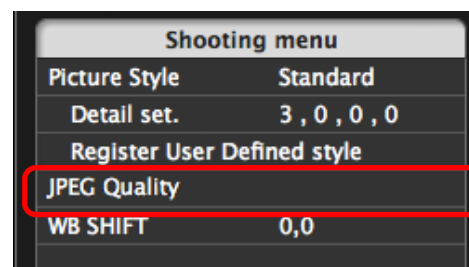 Shooting menu
Picture Style Standard
Detail set. 3 , 0 , 0 , 0
Register User Defined style
JPEG Quality
WB SHIFT 0,0